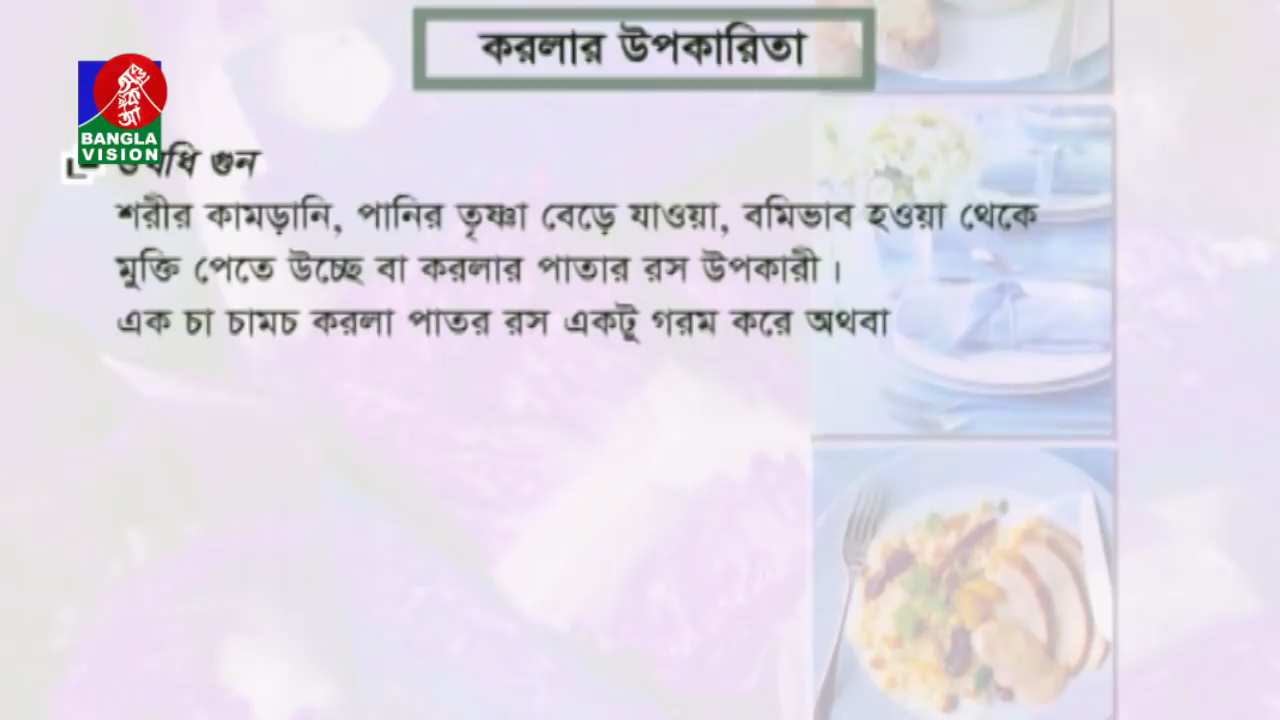 করলার উপকারিতা
BANGLA
VISION
গুন
শরীর কামড়ানি, পানির তৃষ্ণা বেড়ে যাওয়া, বমিভাব হওয়া থেকে
মুক্তি পেতে উচ্ছে বা করলার পাতার রস উপকারী।
এক চা চামচ করলা পাতর রস একটু গরম করে অথবা